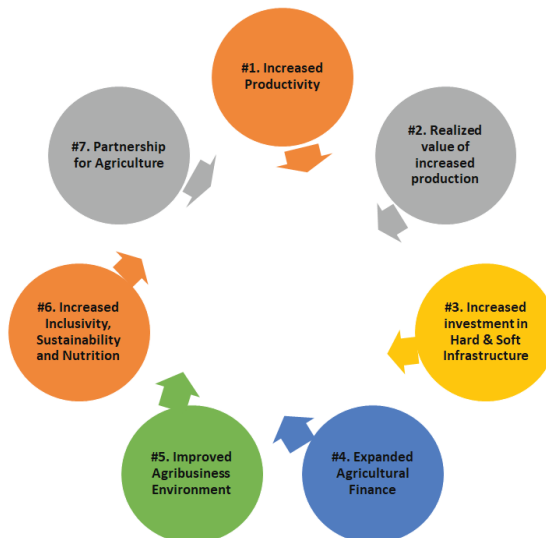 #1. Increased
Productivity
#2. Realized
value of
increased
production
#3. Increased
investment in
Hard & Soft
Infrastructure
#4. Expanded
Agricultural
Finance
#5. Improved
Agribusiness
Environment
#6. Increased
Inclusivity,
Sustainability
and Nutrition
#7. Partnership
for Agriculture